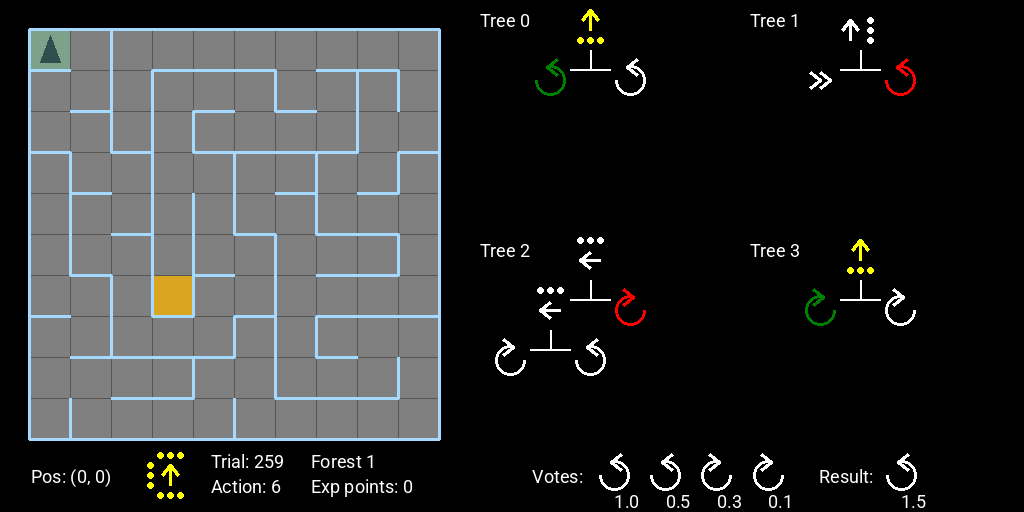 Tree 0
Tree 1
Tree 2
Tree 3
Pos: (0, 0)
Trial: 259
Forest 1
Action: 6
Exp points: 0
Votes:
1.0
0.5
0.3
0.1
Result:
1.5